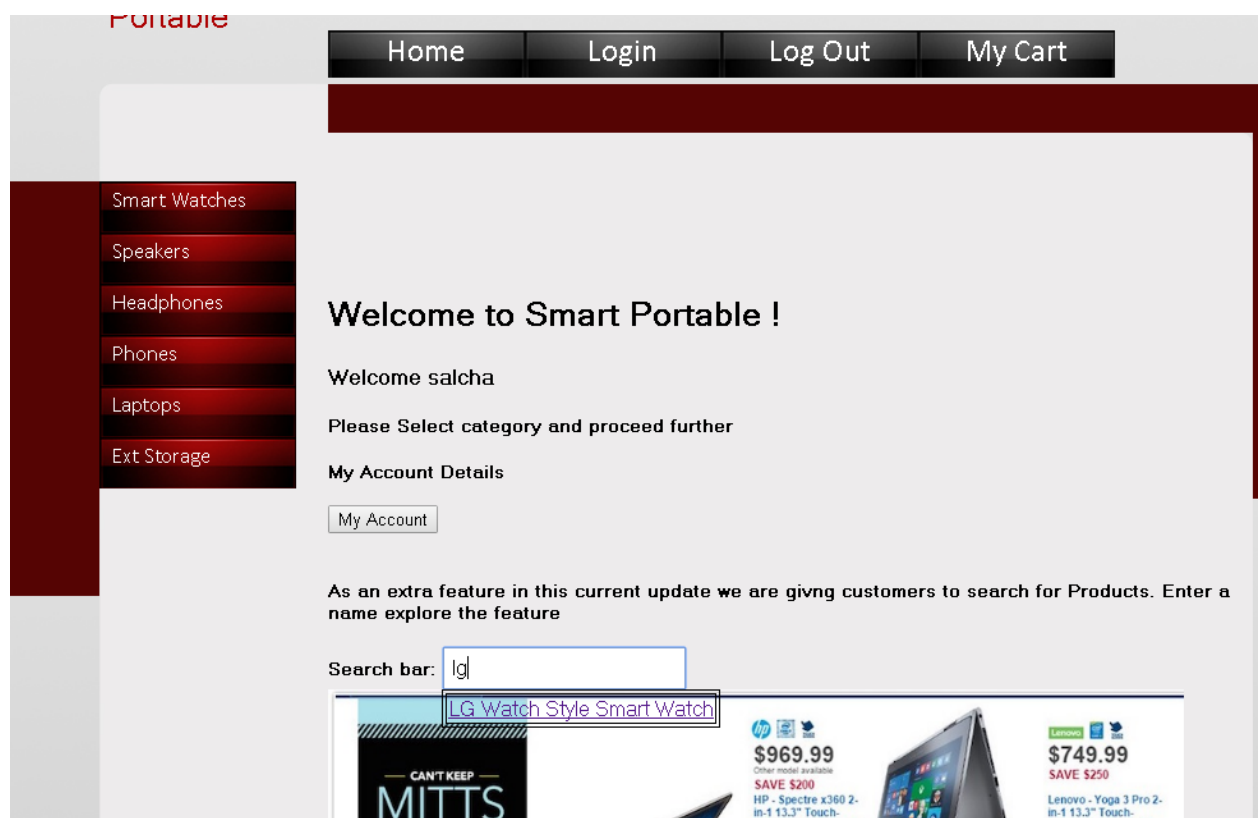 Portable
Home
Login
Log Out
My Cart
Smart Watches
Speakers
Headphones
Phones
Laptops
Ext Storage
Welcome to Smart Portable !
Welcome salcha
Please Select category and proceed further
My Account Details
My Account
As an extra feature in this current update we are givng customers to search for Products. Enter a
name explore the feature
Search bar: lg
LG Watch Style Smart Watch
CAN'T KEEP
MITTS
hp
$969.99
Other model available
SAVE $200
HP - Spectre x360 2-
in-1 13.3" Touch-
Lenovo
$749.99
SAVE $250
Lenovo - Yoga 3 Pro 2-
in-1 13.3" Touch-